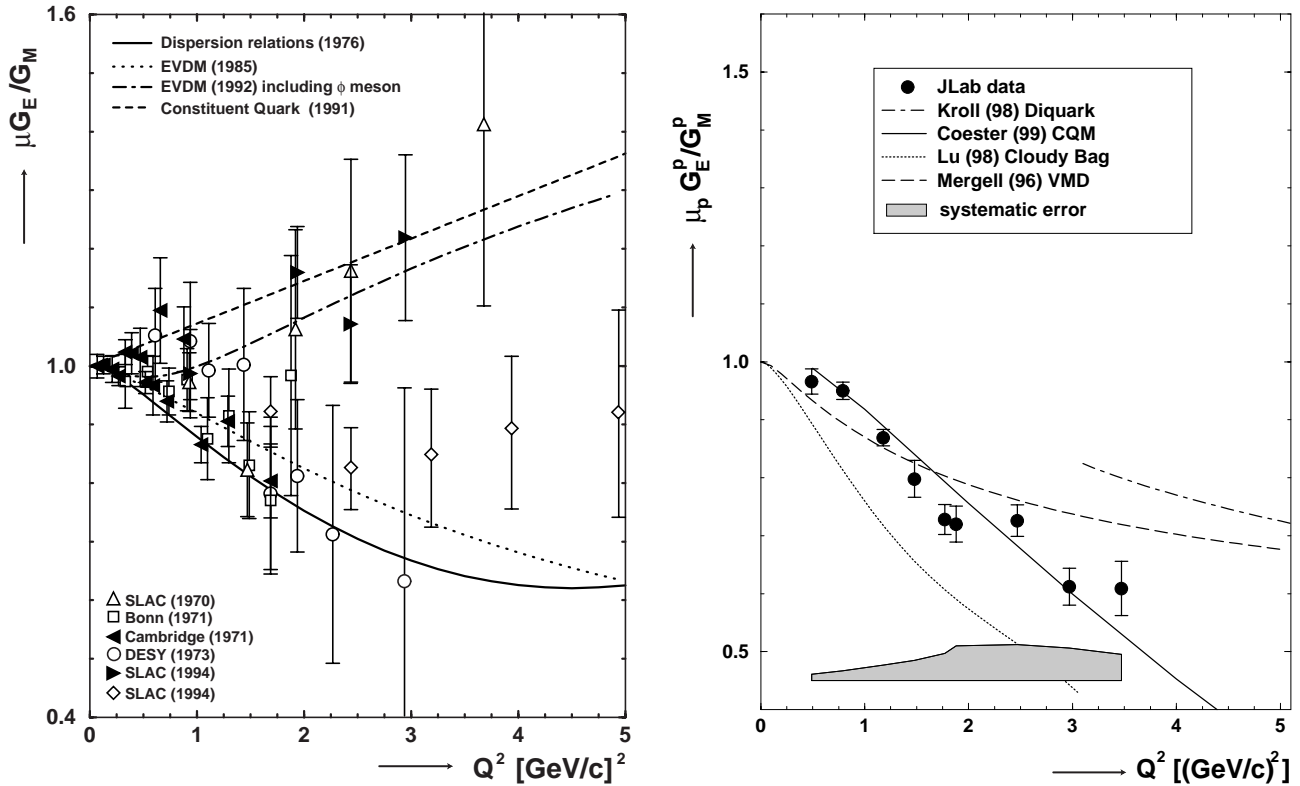 1.6
1.0
0.4
μG_E/G_M
Dispersion relations (1976)
EVDM (1985)
EVDM (1992) including ϕ meson
Constituent Quark (1991)
SLAC (1970)
Bonn (1971)
Cambridge (1971)
DESY (1973)
SLAC (1994)
SLAC (1994)
0 1 2 3 4 5
Q² [GeV/c]²
1.5
1.0
0.5
μ_p G_E^p/G_M^p
JLab data
Kroll (98) Diquark
Coester (99) CQM
Lu (98) Cloudy Bag
Mergell (96) VMD
systematic error
0 1 2 3 4 5
Q² [(GeV/c)²]